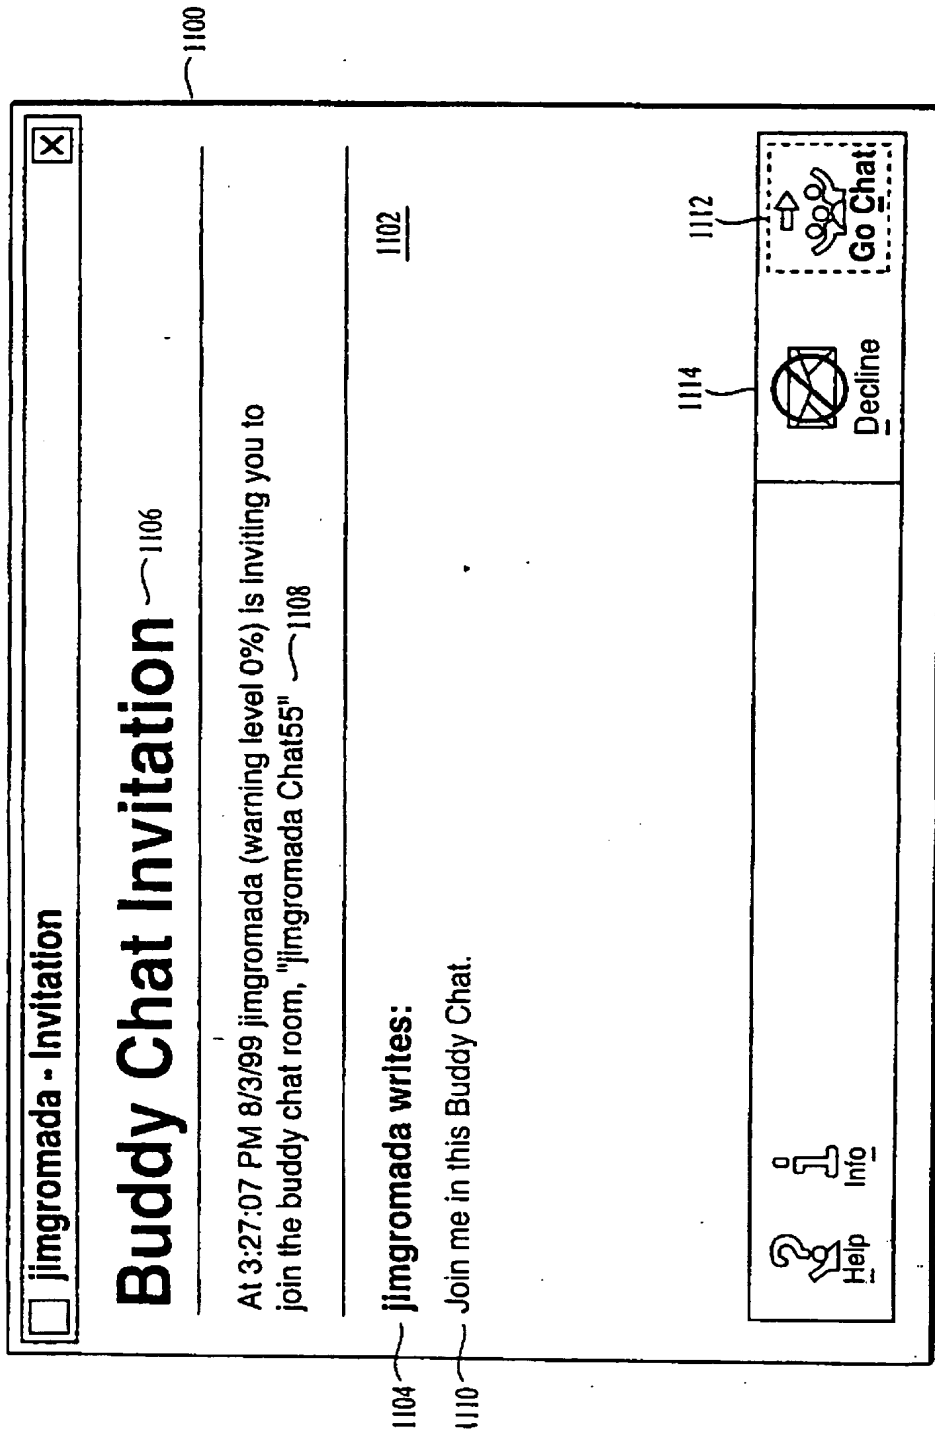 1100
jimgromada - Invitation
X
Buddy Chat Invitation
1106
At 3:27:07 PM 8/3/99 jimgromada (warning level 0%) is Inviting you to
join the buddy chat room, "jimgromada Chat55"
1108
1104
jimgromada writes:
1102
1110
Join me in this Buddy Chat.
1114
1112
Help
Info
Decline
Go Chat